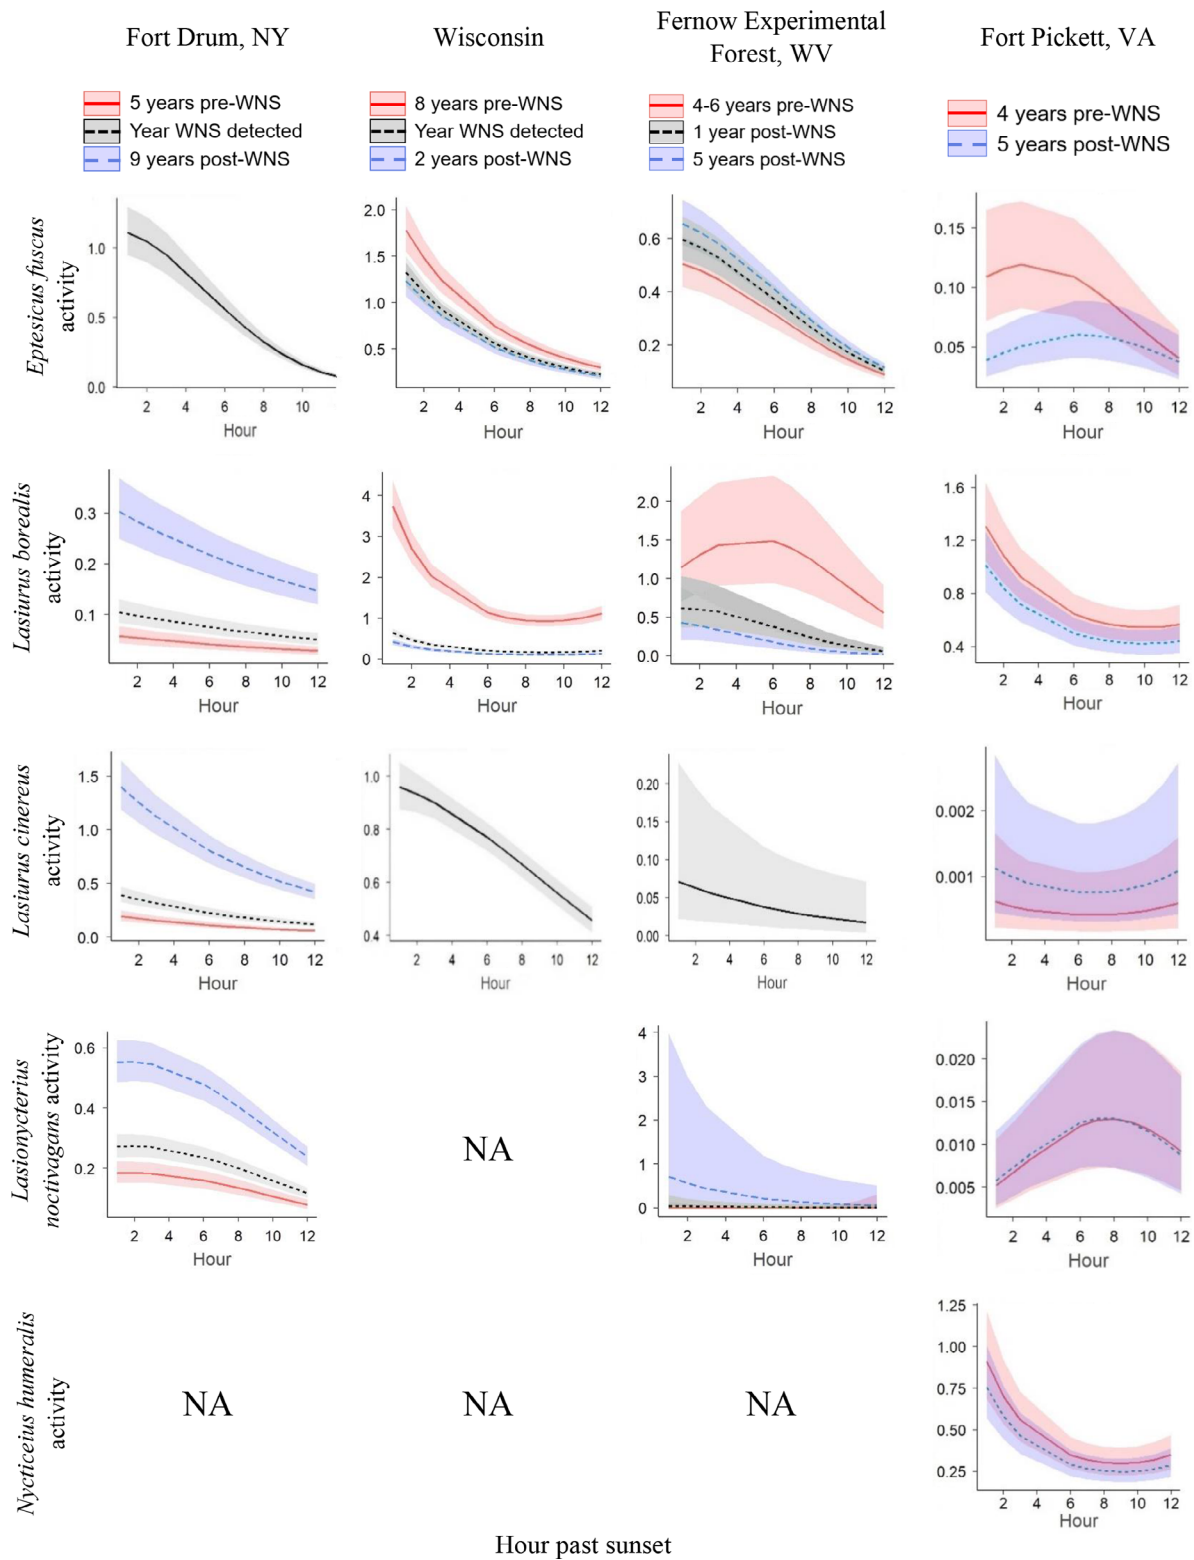 Fort Drum, NY
Wisconsin
Fernow Experimental
Forest, WV
Fort Pickett, VA
5 years pre-WNS
Year WNS detected
9 years post-WNS
8 years pre-WNS
Year WNS detected
2 years post-WNS
4-6 years pre-WNS
1 year post-WNS
5 years post-WNS
4 years pre-WNS
5 years post-WNS
Eptesicus fuscus
activity
1.0
0.5
0.0
2 4 6 8 10 12
Hour
2.0
1.5
1.0
0.5
2 4 6 8 10 12
Hour
0.6
0.4
0.2
2 4 6 8 10 12
Hour
0.15
0.10
0.05
2 4 6 8 10 12
Hour
Lasiurus borealis
activity
0.3
0.2
0.1
2 4 6 8 10 12
Hour
4
3
2
1
0
2 4 6 8 10 12
Hour
2.0
1.5
1.0
0.5
0.0
2 4 6 8 10 12
Hour
1.6
1.2
0.8
0.4
2 4 6 8 10 12
Hour
Lasiurus cinereus
activity
1.5
1.0
0.5
0.0
2 4 6 8 10 12
Hour
1.0
0.8
0.6
0.4
2 4 6 8 10 12
Hour
0.20
0.15
0.10
0.05
0.00
2 4 6 8 10 12
Hour
0.002
0.001
2 4 6 8 10 12
Hour
Lasionycterius
noctivagans activity
0.6
0.4
0.2
2 4 6 8 10 12
Hour
NA
4
3
2
1
0
2 4 6 8 10 12
Hour
0.020
0.015
0.010
0.005
2 4 6 8 10 12
Hour
Nycticeius humeralis
activity
NA
NA
NA
1.25
1.00
0.75
0.50
0.25
2 4 6 8 10 12
Hour
Hour past sunset